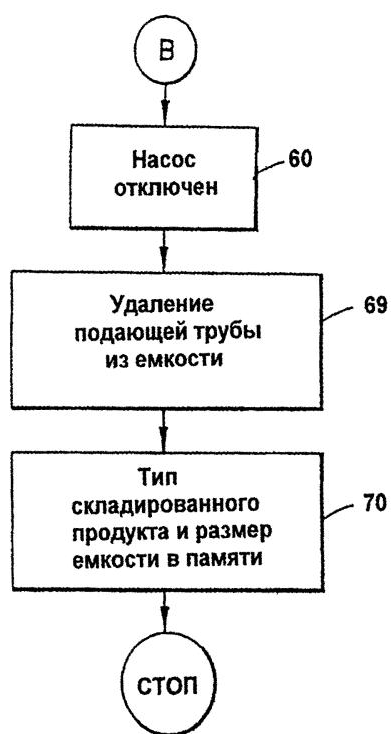 В
Насос
отключен
60
Удаление
подающей трубы
из емкости
69
Тип
складированного
продукта и размер
емкости в памяти
70
СТОП